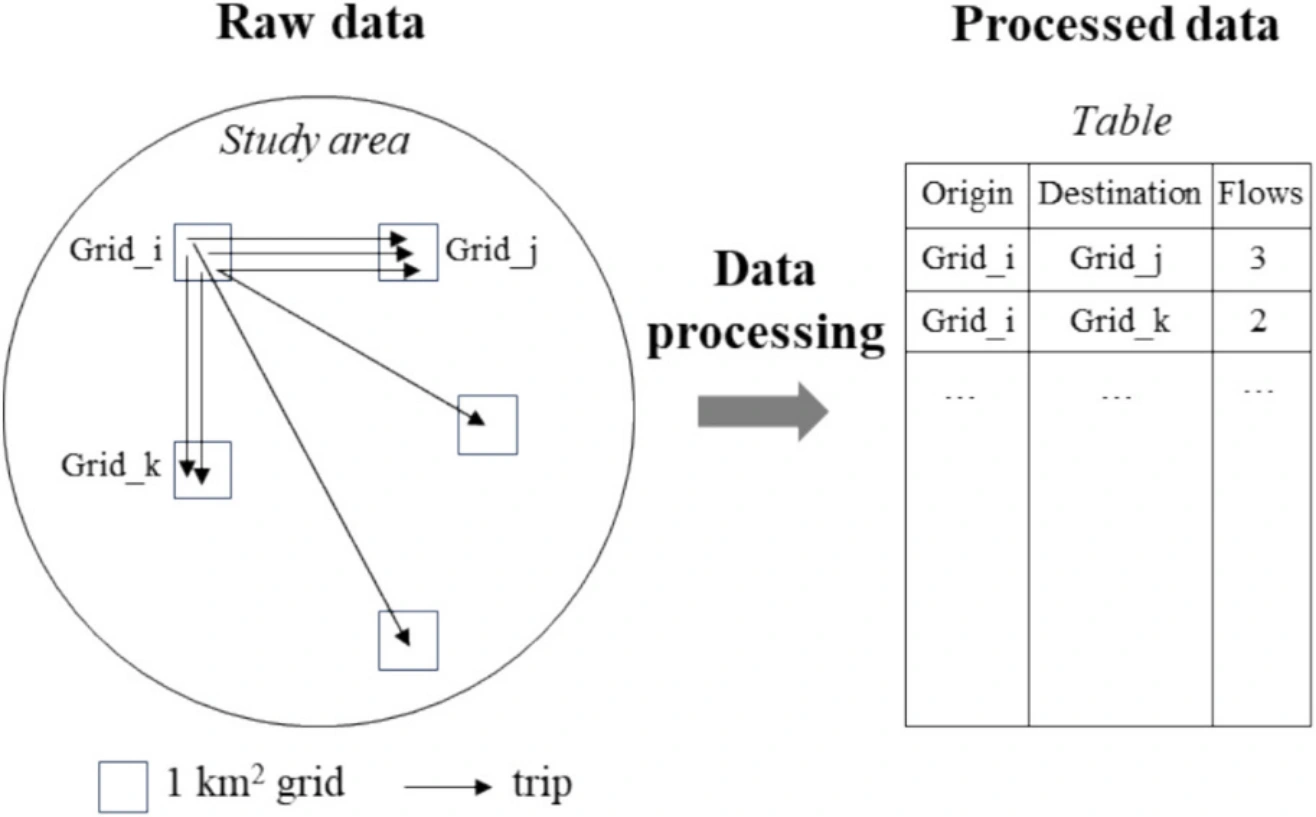 Raw data
Processed data
Study area
Table
Grid_i
Grid_j
Grid_k
Data
processing
Origin Destination Flows
Grid_i Grid_j 3
Grid_i Grid_k 2
... ... ...
1 km² grid
trip